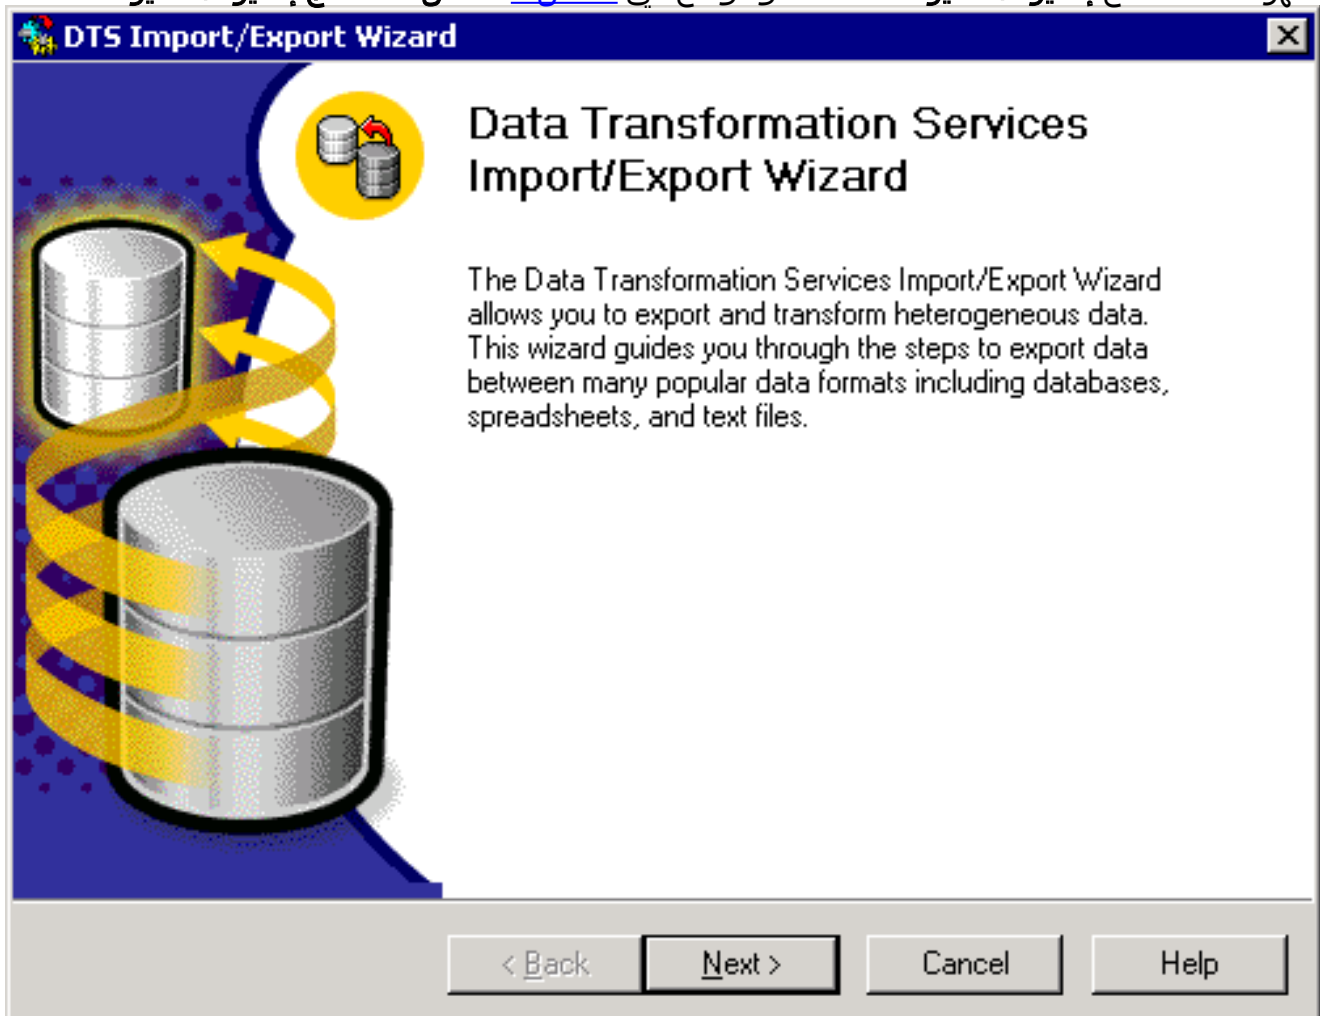 DTS Import/Export Wizard
Data Transformation Services
Import/Export Wizard
The Data Transformation Services Import/Export Wizard
allows you to export and transform heterogeneous data.
This wizard guides you through the steps to export data
between many popular data formats including databases,
spreadsheets, and text files.
< Back
Next >
Cancel
Help